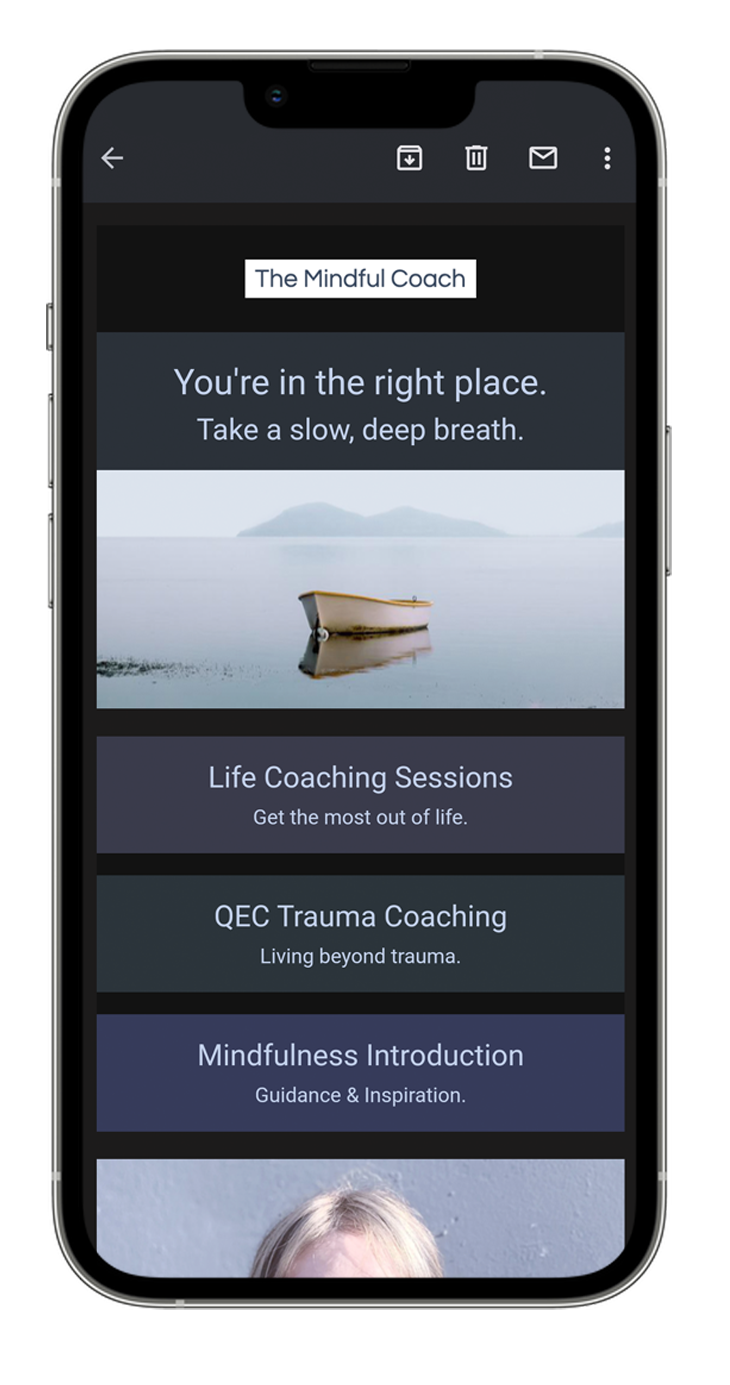 The Mindful Coach
You're in the right place.
Take a slow, deep breath.
Life Coaching Sessions
Get the most out of life.
QEC Trauma Coaching
Living beyond trauma.
Mindfulness Introduction
Guidance & Inspiration.